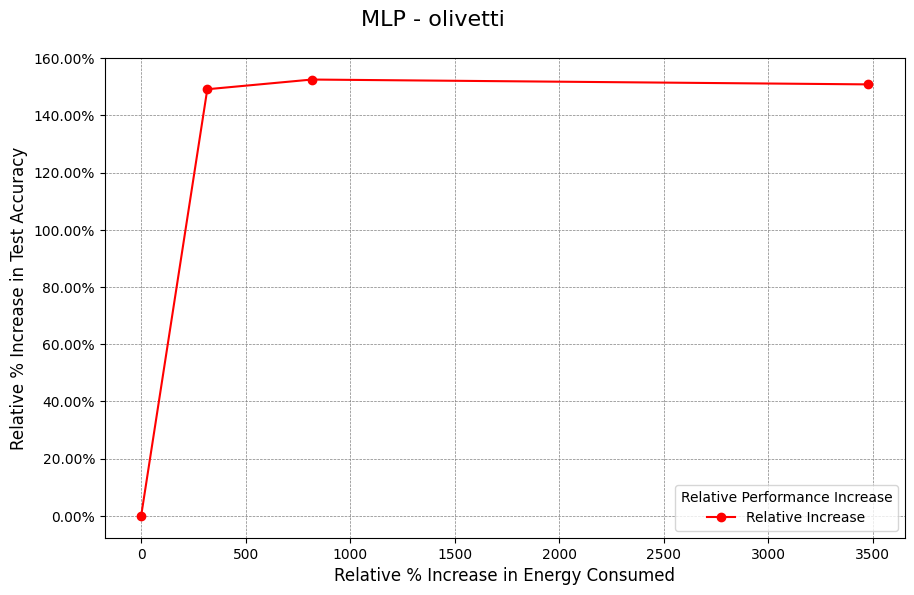 MLP - olivetti
160.00%
140.00%
120.00%
100.00%
80.00%
60.00%
40.00%
20.00%
0.00%
Relative % Increase in Test Accuracy
Relative Performance Increase
Relative Increase
0 500 1000 1500 2000 2500 3000 3500
Relative % Increase in Energy Consumed